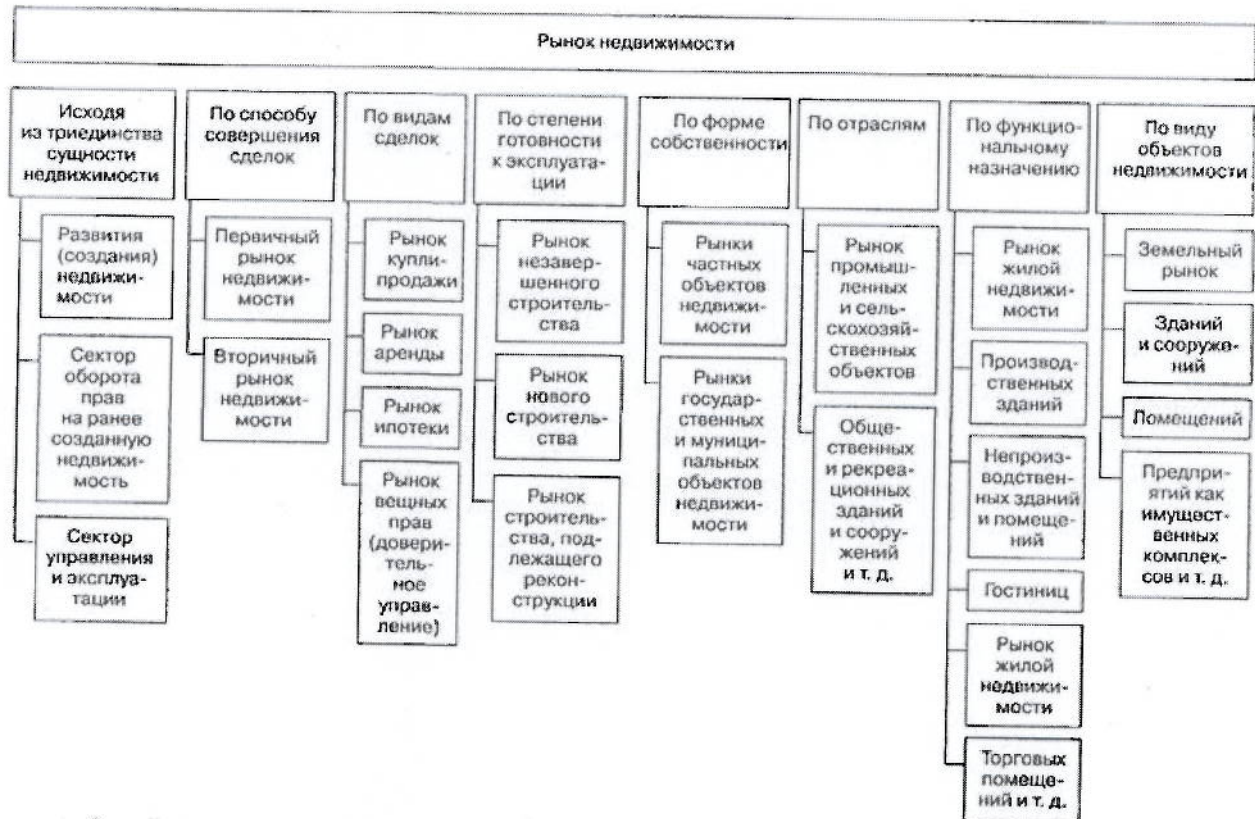 Рынок недвижимости
Исходя
из триединства
сущности
недвижимости
Развития
(создания)
недвижи-
мости
Сектор
оборота
прав
на ранее
созданную
недвижи-
мость
Сектор
управления
и эксплуа-
тации
По способу
совершения
сделок
Первичный
рынок
недвижи-
мости
Вторичный
рынок
недвижи-
мости
По видам
сделок
Рынок
купли-
продажи
Рынок
аренды
Рынок
ипотеки
Рынок
вещных
прав
(довери-
тель-
ное
управ-
ление)
По степени
готовности
к эксплуата-
ции
Рынок
незавер-
шенного
строитель-
ства
Рынок
нового
строитель-
ства
Рынок
строитель-
ства, под-
лежащего
рекон-
струкции
По форме
собственности
Рынки
частных
объектов
недвижи-
мости
Рынки
государ-
ственных
и муници-
пальных
объектов
недвижи-
мости
По отраслям
Рынок
промыш-
ленных
и сель-
скохозяй-
ственных
объектов
Обще-
ственных
и рекреа-
ционных
зданий
и соору-
жений
и т. д.
По функцио-
нальному
назначению
Рынок
жилой
недвижи-
мости
Производ-
ственных
зданий
Непроиз-
водствен-
ных зданий
и помеще-
ний
Гостиниц
Рынок
жилой
недвижи-
мости
Торговых
помеще-
ний и т. д.
По виду
объектов
недвижимости
Земельный
рынок
Зданий
и сооруже-
ний
Помещений
Предпри-
ятий как
имущест-
венных
комплек-
сов и т. д.